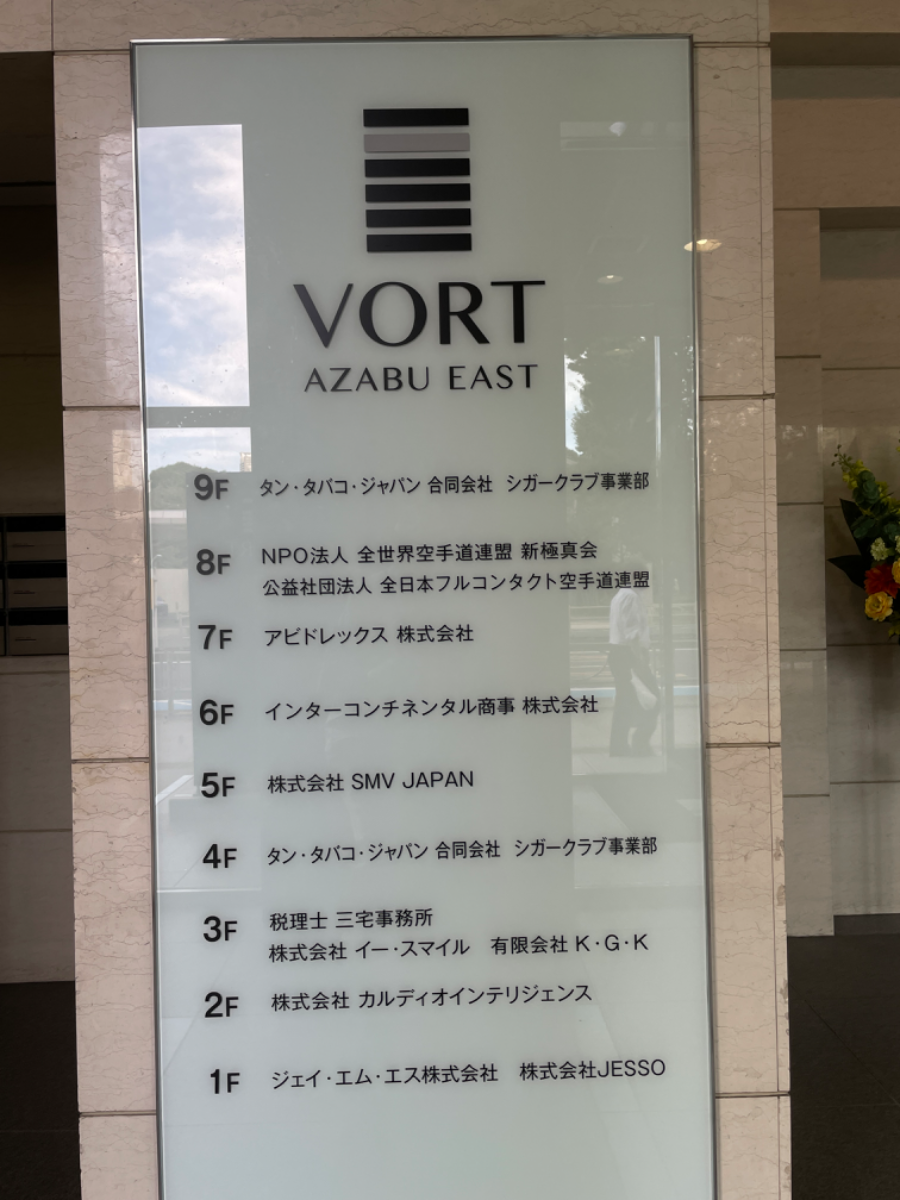 VORT
AZABU EAST
9F タン・タバコ・ジャパン 合同会社 シガークラブ事業部
8F NPO法人 全世界空手道連盟 新極真会
公益社団法人 全日本フルコンタクト空手道連盟
7F アビドレックス 株式会社
6F インターコンチネンタル商事 株式会社
5F 株式会社 SMV JAPAN
4F タン・タバコ・ジャパン 合同会社 シガークラブ事業部
3F 税理士 三宅事務所
株式会社 イー・スマイル 有限会社 K・G・K
2F 株式会社 カルディオインテリジェンス
1F ジェイ・エム・エス株式会社 株式会社JESSO